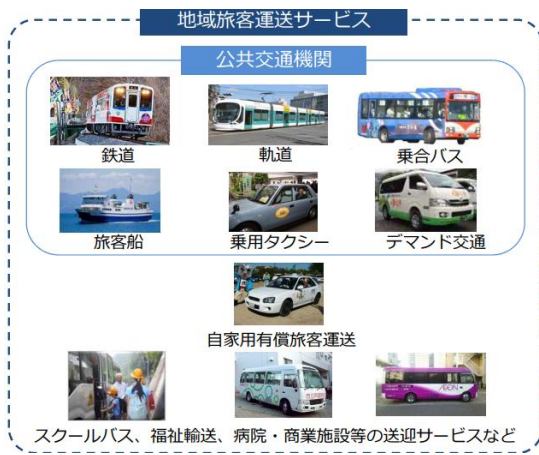 地域旅客運送サービス
公共交通機関
鉄道
軌道
乗合バス
旅客船
乗用タクシー
デマンド交通
自家用有償旅客運送
スクールバス、福祉輸送、病院・商業施設等の送迎サービスなど